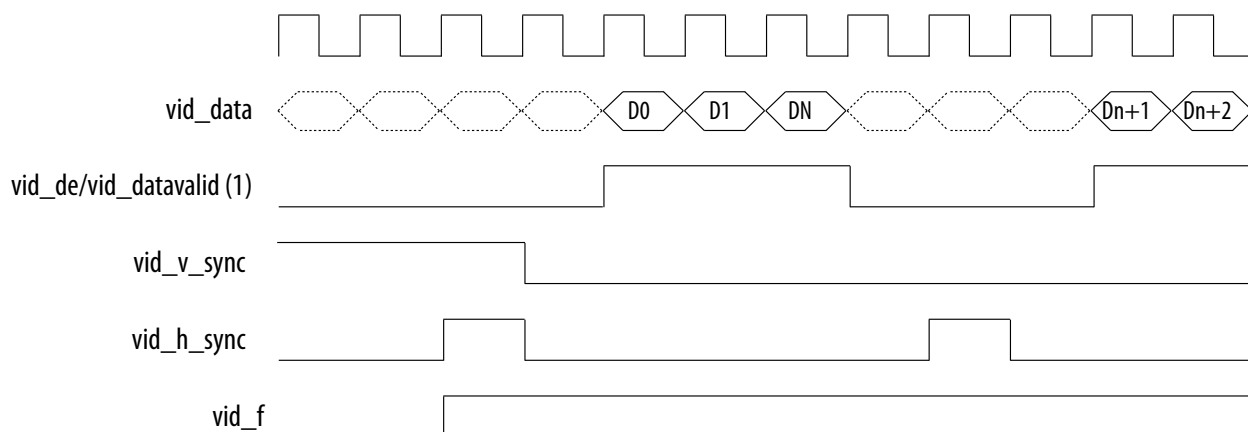 vid_data D0 D1 DN Dn+1 Dn+2
vid_de/vid_datavalid (1)
vid_v_sync
vid_h_sync
vid_f